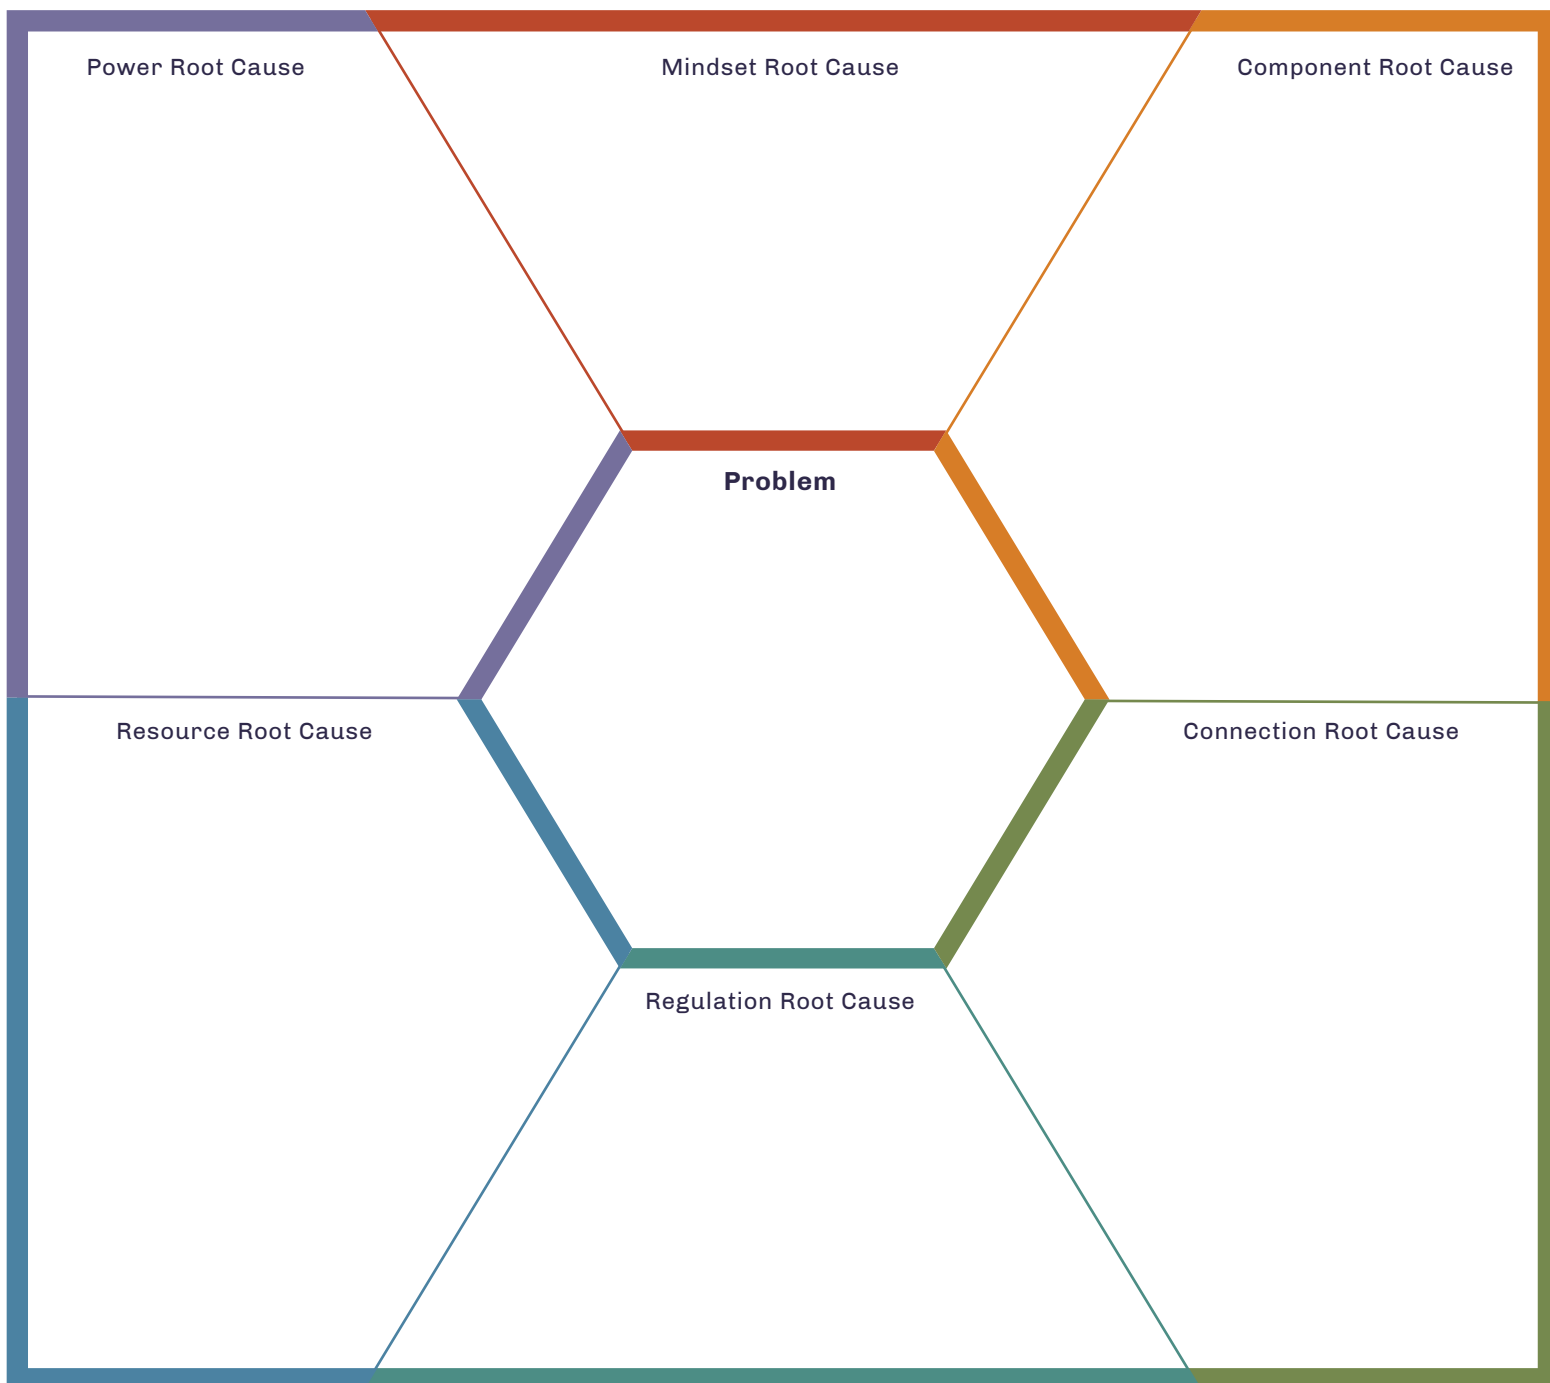 Power Root Cause
Mindset Root Cause
Component Root Cause
Problem
Resource Root Cause
Connection Root Cause
Regulation Root Cause